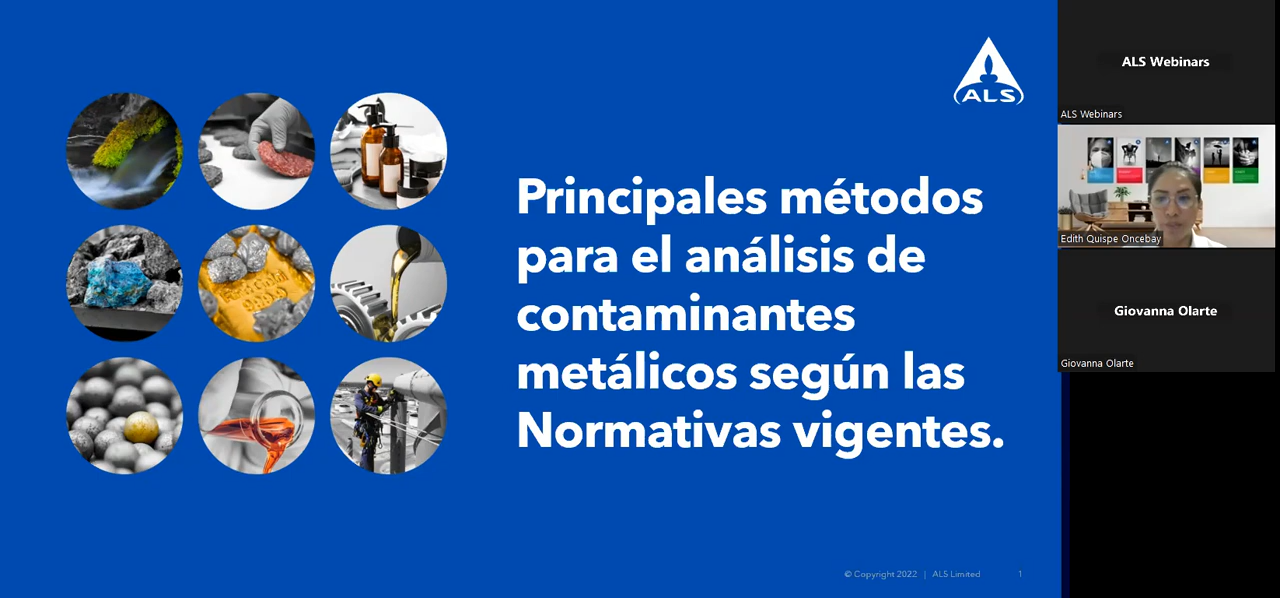 ALS
Principales métodos
para el análisis de
contaminantes
metálicos según las
Normativas vigentes.
© Copyright 2022 | ALS Limited 1
ALS Webinars
ALS Webinars
Edith Quispe Oncebay
Giovanna Olarte
Giovanna Olarte